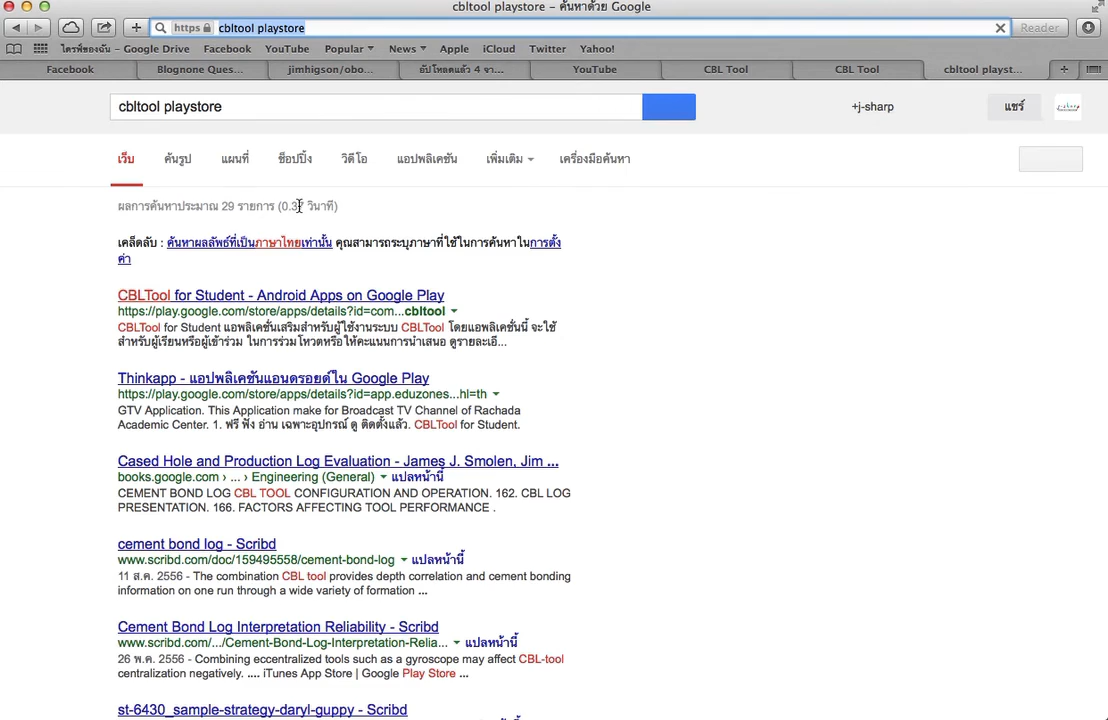 cbltool playstore – ค้นหาด้วย Google
https cbltool playstore Reader
ไดรฟ์ของฉัน – Google Drive Facebook YouTube Popular News Apple iCloud Twitter Yahoo!
Facebook Blognone Ques... jimhigson/obo... อัปโหลดแล้ว 4 จา... YouTube CBL Tool CBL Tool cbltool playst...
cbltool playstore +j-sharp แชร์
เว็บ ค้นรูป แผนที่ ช็อปปิ้ง วิดีโอ แอปพลิเคชัน เพิ่มเติม เครื่องมือค้นหา
ผลการค้นหาประมาณ 29 รายการ (0.37 วินาที)
เคล็ดลับ : ค้นหาผลลัพธ์ที่เป็นภาษาไทยเท่านั้น คุณสามารถระบุภาษาที่ใช้ในการค้นหาในการตั้ง
ค่า
CBLTool for Student - Android Apps on Google Play
https://play.google.com/store/apps/details?id=com...cbltool
CBLTool for Student แอพลิเคชั่นเสริมสำหรับผู้ใช้งานระบบ CBLTool โดยแอพลิเคชั่นนี้ จะใช้
สำหรับผู้เรียนหรือผู้เข้าร่วม ในการร่วมโหวตหรือให้คะแนนการนำเสนอ ดูรายละเอี...
Thinkapp - แอปพลิเคชันแอนดรอยด์ใน Google Play
https://play.google.com/store/apps/details?id=app.eduzones...hl=th
GTV Application. This Application make for Broadcast TV Channel of Rachada
Academic Center. 1. ฟรี ฟัง อ่าน เฉพาะอุปกรณ์ ดู ติดตั้งแล้ว. CBLTool for Student.
Cased Hole and Production Log Evaluation - James J. Smolen, Jim ...
books.google.com › ... › Engineering (General) แปลหน้านี้
CEMENT BOND LOG CBL TOOL CONFIGURATION AND OPERATION. 162. CBL LOG
PRESENTATION. 166. FACTORS AFFECTING TOOL PERFORMANCE .
cement bond log - Scribd
www.scribd.com/doc/159495558/cement-bond-log แปลหน้านี้
11 ส.ค. 2556 - The combination CBL tool provides depth correlation and cement bonding
information on one run through a wide variety of formation ...
Cement Bond Log Interpretation Reliability - Scribd
www.scribd.com/.../Cement-Bond-Log-Interpretation-Relia... แปลหน้านี้
26 พ.ค. 2556 - Combining eccentralized tools such as a gyroscope may affect CBL-tool
centralization negatively. .... iTunes App Store | Google Play Store ...
st-6430_sample-strategy-daryl-guppy - Scribd